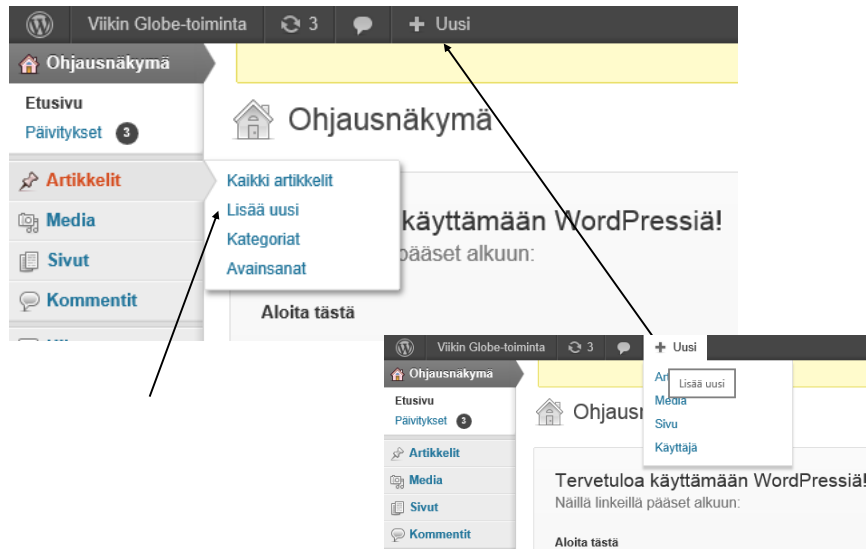 Viikin Globe-toiminta 3 Uusi
Ohjausnäkymä
Etusivu
Päivitykset 3
Ohjausnäkymä
Artikkelit
Kaikki artikkelit
Lisää uusi
Kategoriat
Avainsanat
Media
Sivut
Kommentit
käyttämään WordPressiä!
pääset alkuun:
Aloita tästä
Viikin Globe-toiminta 3 Uusi
Ohjausnäkymä
Etusivu
Päivitykset 3
Artikkelit
Media
Sivut
Kommentit
Lisää uusi
Media
Sivu
Käyttäjä
Tervetuloa käyttämään WordPressiä!
Näillä linkeillä pääset alkuun:
Aloita tästä